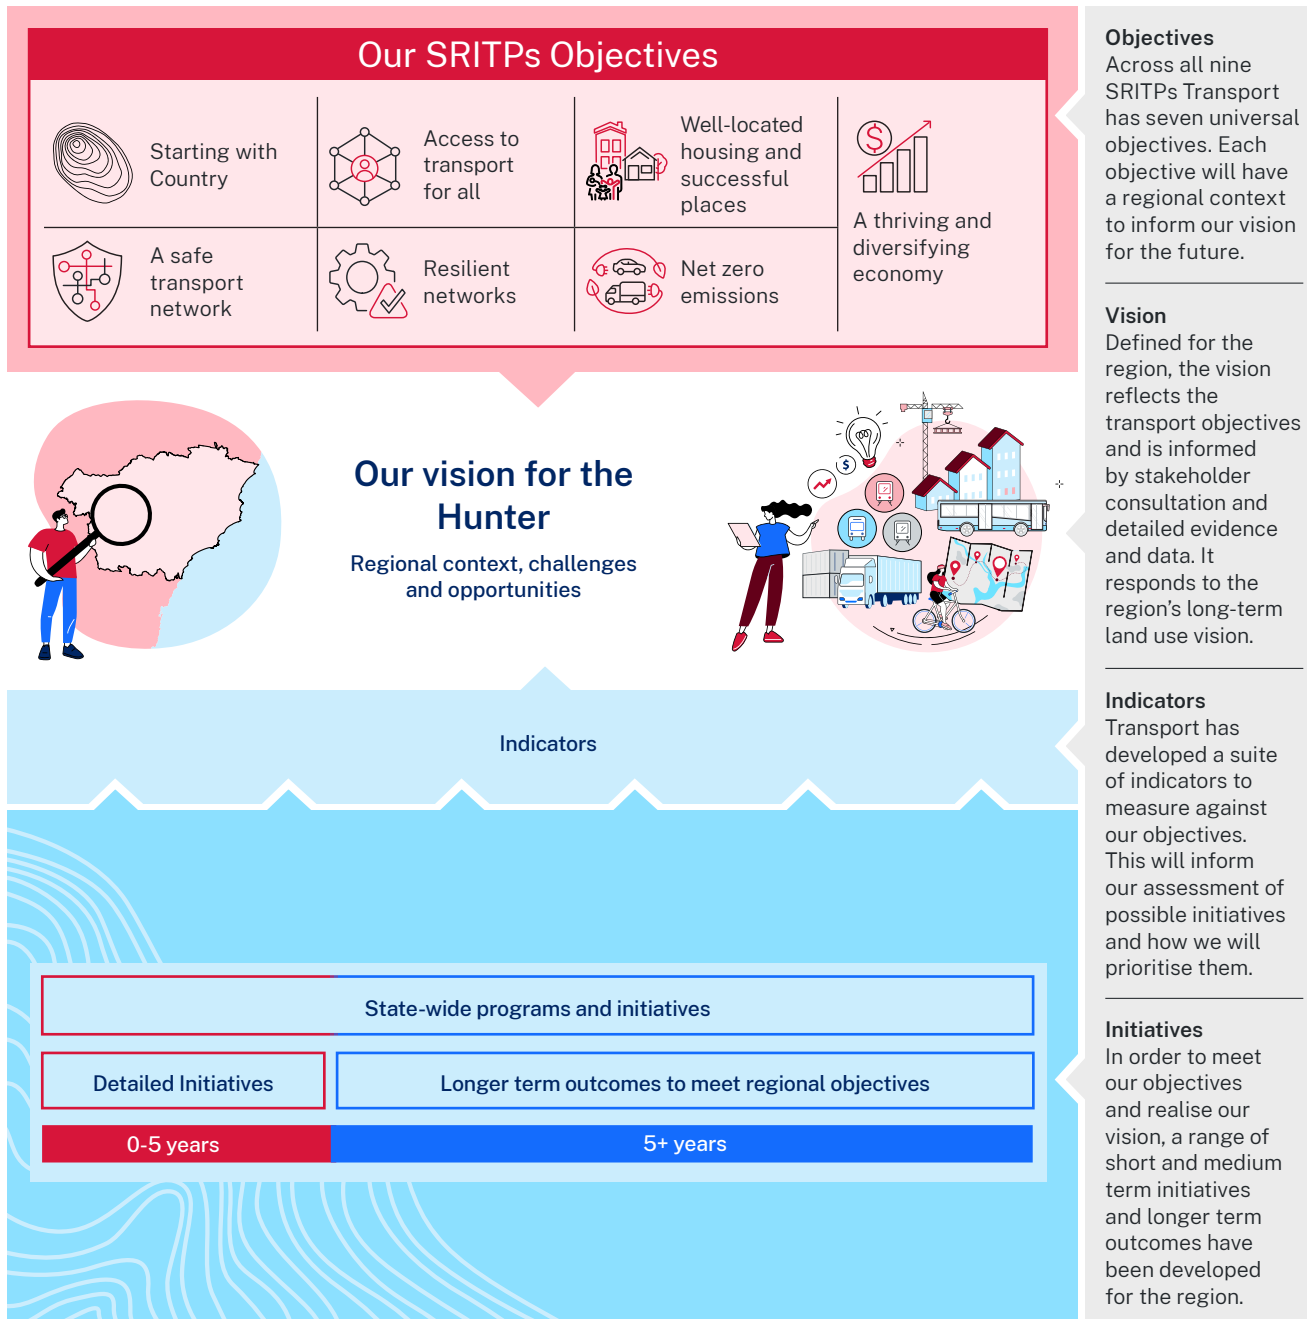 Our SRITPs Objectives
Starting with
Country
Access to
transport
for all
Well-located
housing and
successful
places
A thriving and
diversifying
economy
A safe
transport
network
Resilient
networks
Net zero
emissions
$
$
Our vision for the
Hunter
Regional context, challenges
and opportunities
Indicators
State-wide programs and initiatives
Detailed Initiatives
Longer term outcomes to meet regional objectives
0-5 years
5+ years
Objectives
Across all nine
SRITPs Transport
has seven universal
objectives. Each
objective will have
a regional context
to inform our vision
for the future.
Vision
Defined for the
region, the vision
reflects the
transport objectives
and is informed
by stakeholder
consultation and
detailed evidence
and data. It
responds to the
region’s long-term
land use vision.
Indicators
Transport has
developed a suite
of indicators to
measure against
our objectives.
This will inform
our assessment of
possible initiatives
and how we will
prioritise them.
Initiatives
In order to meet
our objectives
and realise our
vision, a range of
short and medium
term initiatives
and longer term
outcomes have
been developed
for the region.